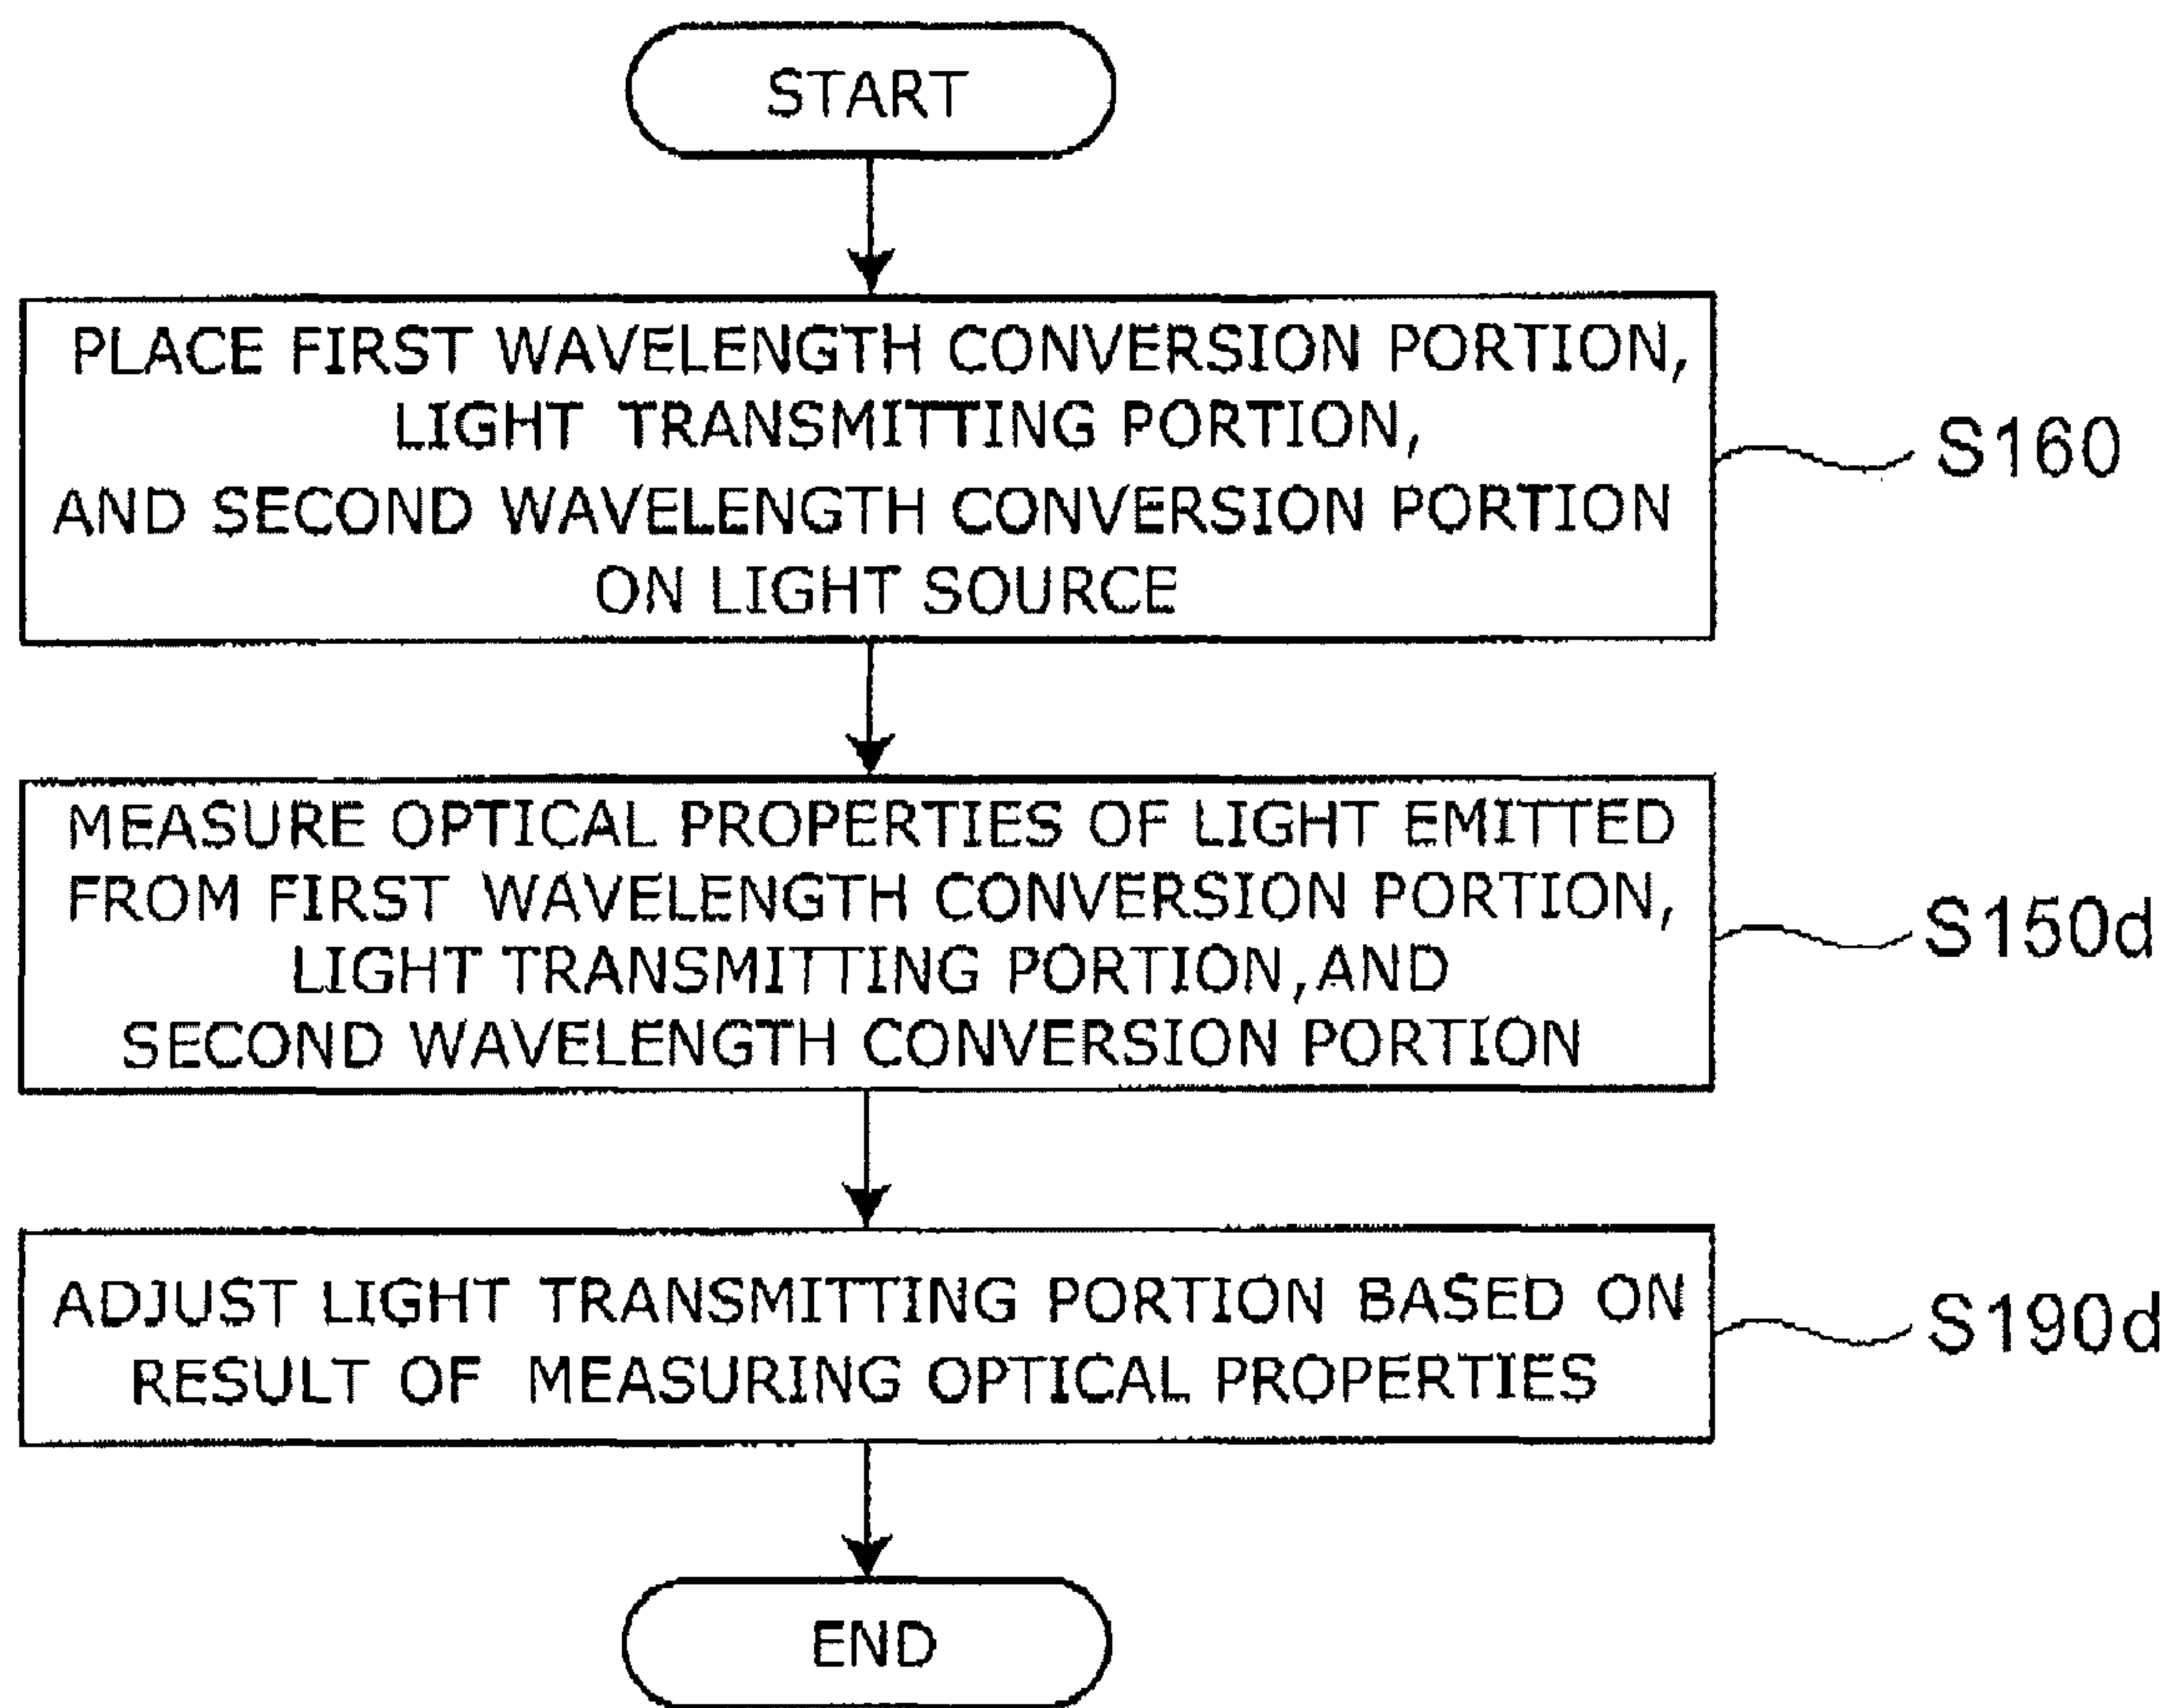 START
PLACE FIRST WAVELENGTH CONVERSION PORTION,
LIGHT TRANSMITTING PORTION,
AND SECOND WAVELENGTH CONVERSION PORTION
ON LIGHT SOURCE
S160
MEASURE OPTICAL PROPERTIES OF LIGHT EMITTED
FROM FIRST WAVELENGTH CONVERSION PORTION,
LIGHT TRANSMITTING PORTION,AND
SECOND WAVELENGTH CONVERSION PORTION
S150d
ADJUST LIGHT TRANSMITTING PORTION BASED ON
RESULT OF MEASURING OPTICAL PROPERTIES
S190d
END